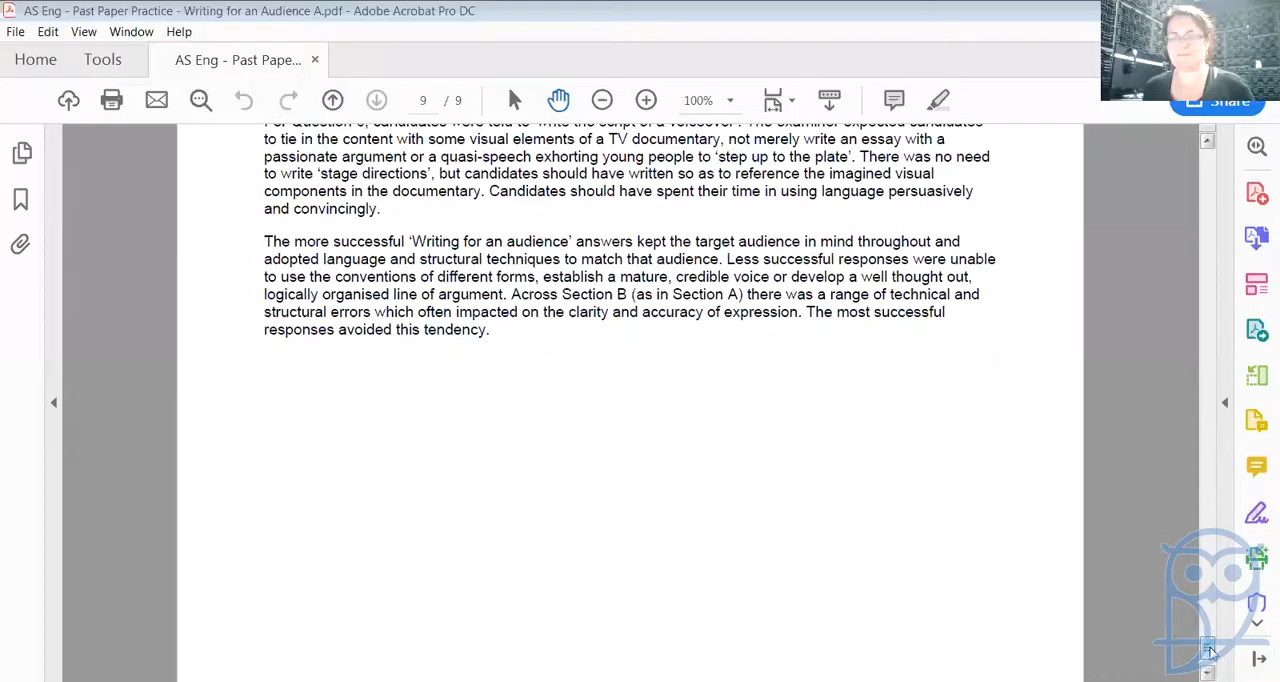 AS Eng - Past Paper Practice - Writing for an Audience A.pdf - Adobe Acrobat Pro DC
File Edit View Window Help
Home Tools AS Eng - Past Pape... ×
9 / 9 100%
Share
to tie in the content with some visual elements of a TV documentary, not merely write an essay with a
passionate argument or a quasi-speech exhorting young people to ‘step up to the plate’. There was no need
to write ‘stage directions’, but candidates should have written so as to reference the imagined visual
components in the documentary. Candidates should have spent their time in using language persuasively
and convincingly.
The more successful ‘Writing for an audience’ answers kept the target audience in mind throughout and
adopted language and structural techniques to match that audience. Less successful responses were unable
to use the conventions of different forms, establish a mature, credible voice or develop a well thought out,
logically organised line of argument. Across Section B (as in Section A) there was a range of technical and
structural errors which often impacted on the clarity and accuracy of expression. The most successful
responses avoided this tendency.